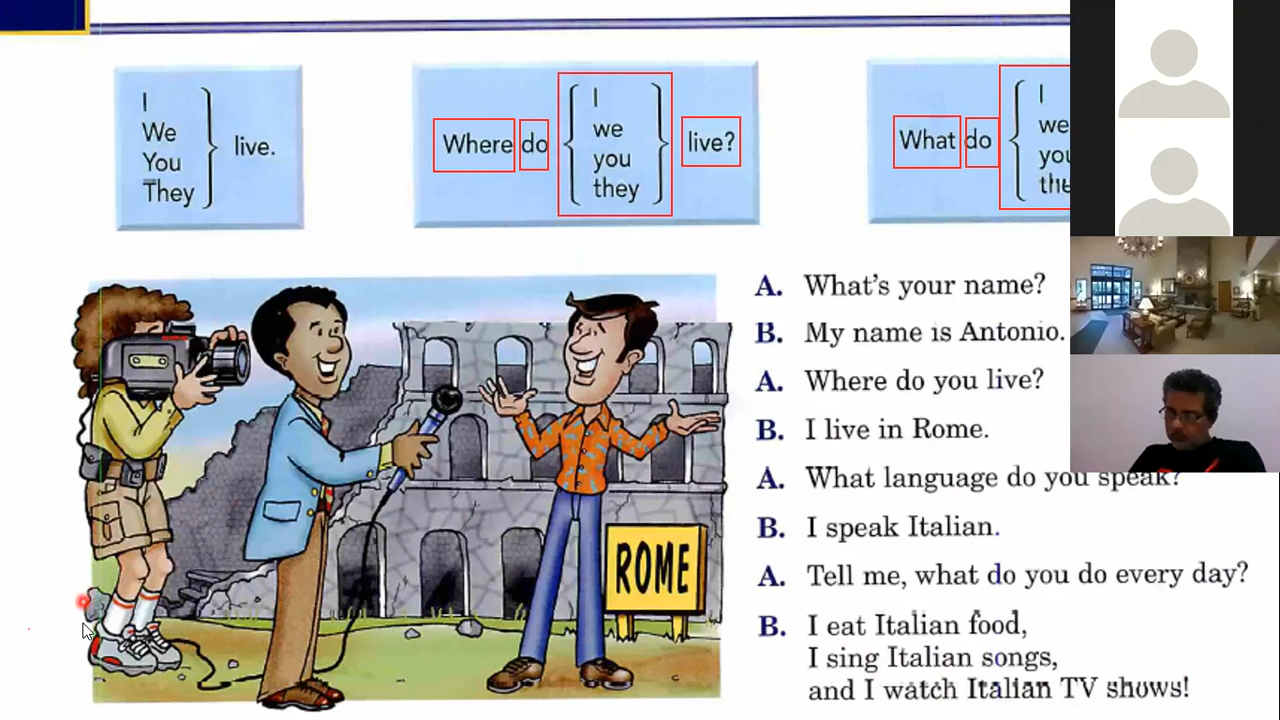 I
We
You
They
live.
Where do
I
we
you
they
live?
What do
I
we
you
A. What's your name?
B. My name is Antonio.
A. Where do you live?
B. I live in Rome.
A. What language do you speak?
B. I speak Italian.
A. Tell me, what do you do every day?
B. I eat Italian food,
I sing Italian songs,
and I watch Italian TV shows!
ROME